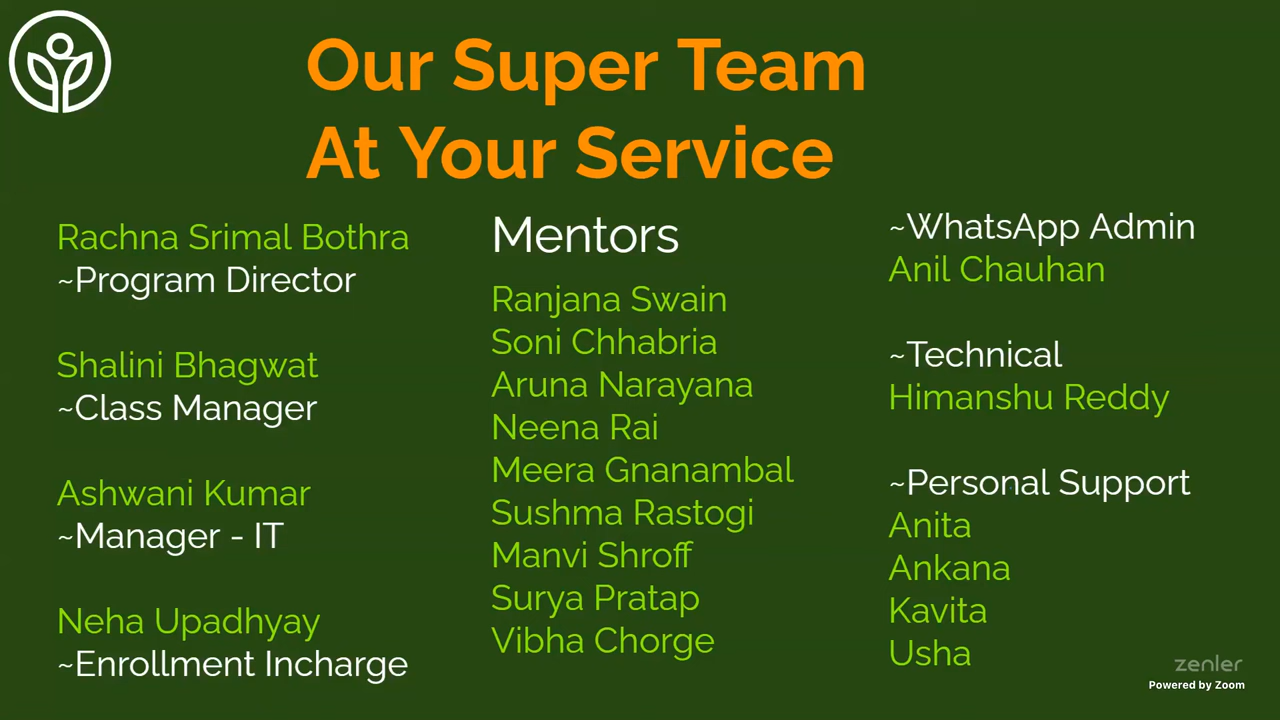 Our Super Team
At Your Service
Rachna Srimal Bothra
~Program Director
Shalini Bhagwat
~Class Manager
Ashwani Kumar
~Manager - IT
Neha Upadhyay
~Enrollment Incharge
Mentors
Ranjana Swain
Soni Chhabria
Aruna Narayana
Neena Rai
Meera Gnanambal
Sushma Rastogi
Manvi Shroff
Surya Pratap
Vibha Chorge
~WhatsApp Admin
Anil Chauhan
~Technical
Himanshu Reddy
~Personal Support
Anita
Ankana
Kavita
Usha
zenler
Powered by Zoom